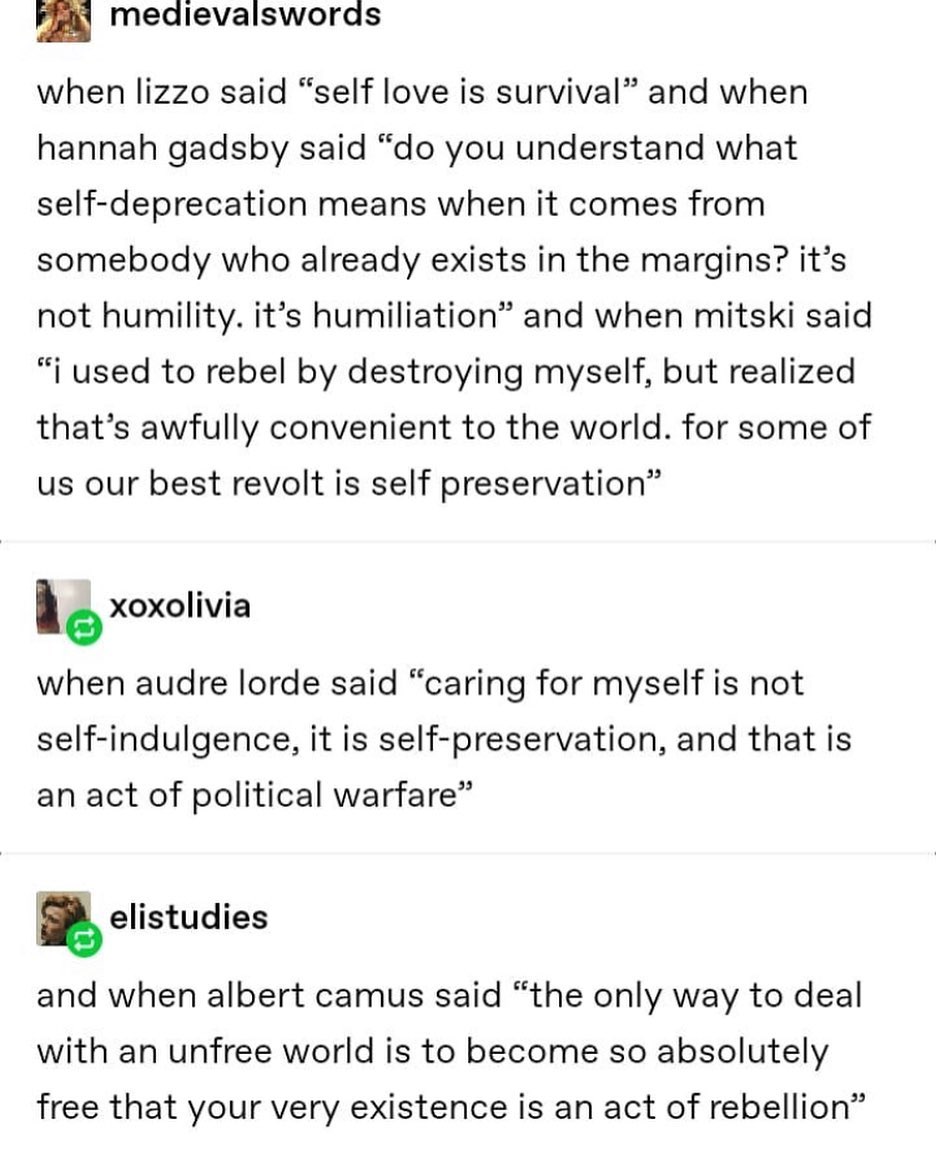 medievalswords
when lizzo said “self love is survival” and when
hannah gadsby said “do you understand what
self-deprecation means when it comes from
somebody who already exists in the margins? it’s
not humility. it’s humiliation” and when mitski said
“i used to rebel by destroying myself, but realized
that’s awfully convenient to the world. for some of
us our best revolt is self preservation”
xoxolivia
when audre lorde said “caring for myself is not
self-indulgence, it is self-preservation, and that is
an act of political warfare”
elistudies
and when albert camus said “the only way to deal
with an unfree world is to become so absolutely
free that your very existence is an act of rebellion”